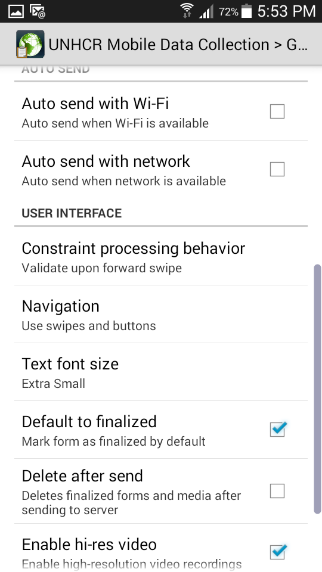 72% 5:53 PM
UNHCR Mobile Data Collection > G...
AUTO SEND
Auto send with Wi-Fi
Auto send when Wi-Fi is available
Auto send with network
Auto send when network is available
USER INTERFACE
Constraint processing behavior
Validate upon forward swipe
Navigation
Use swipes and buttons
Text font size
Extra Small
Default to finalized
Mark form as finalized by default
Delete after send
Deletes finalized forms and media after
sending to server
Enable hi-res video
Enable high-resolution video recordings